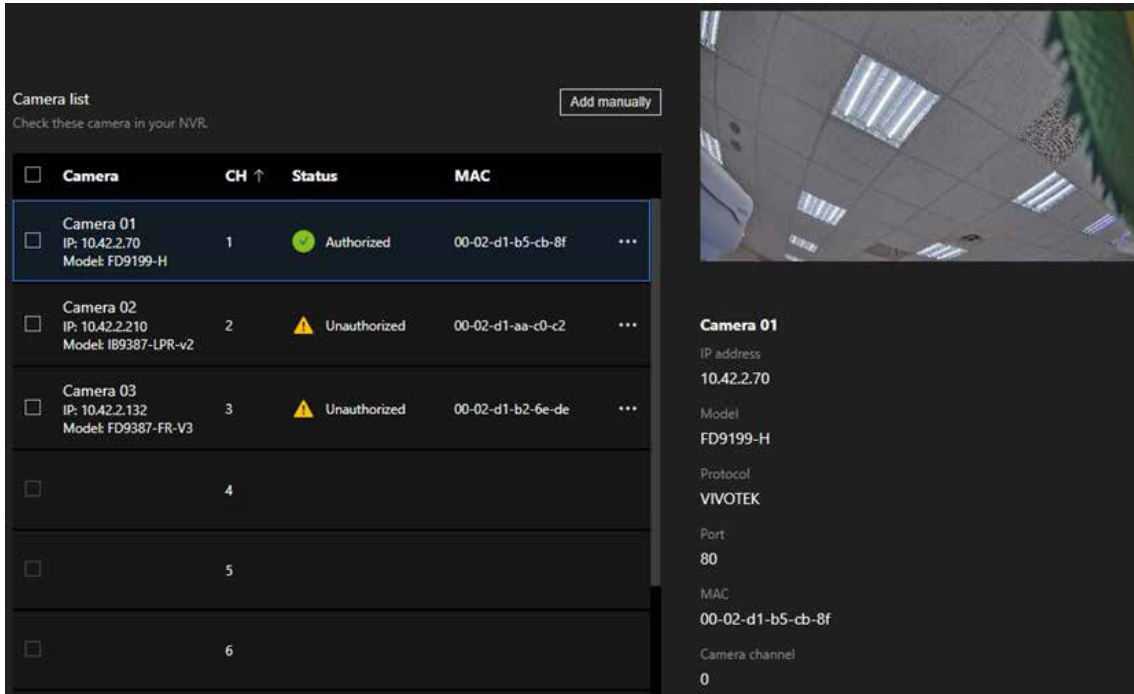 Camera list
Add manually
Check these camera in your NVR.
Camera CH ↑ Status MAC
Camera 01
IP: 10.42.2.70 1 Authorized 00-02-d1-b5-cb-8f ...
Model: FD9199-H
Camera 02
IP: 10.42.2.210 2 Unauthorized 00-02-d1-aa-c0-c2 ...
Model: IB9387-LPR-v2
Camera 03
IP: 10.42.2.132 3 Unauthorized 00-02-d1-b2-6e-de ...
Model: FD9387-FR-V3
4
5
6
Camera 01
IP address
10.42.2.70
Model
FD9199-H
Protocol
VIVOTEK
Port
80
MAC
00-02-d1-b5-cb-8f
Camera channel
0